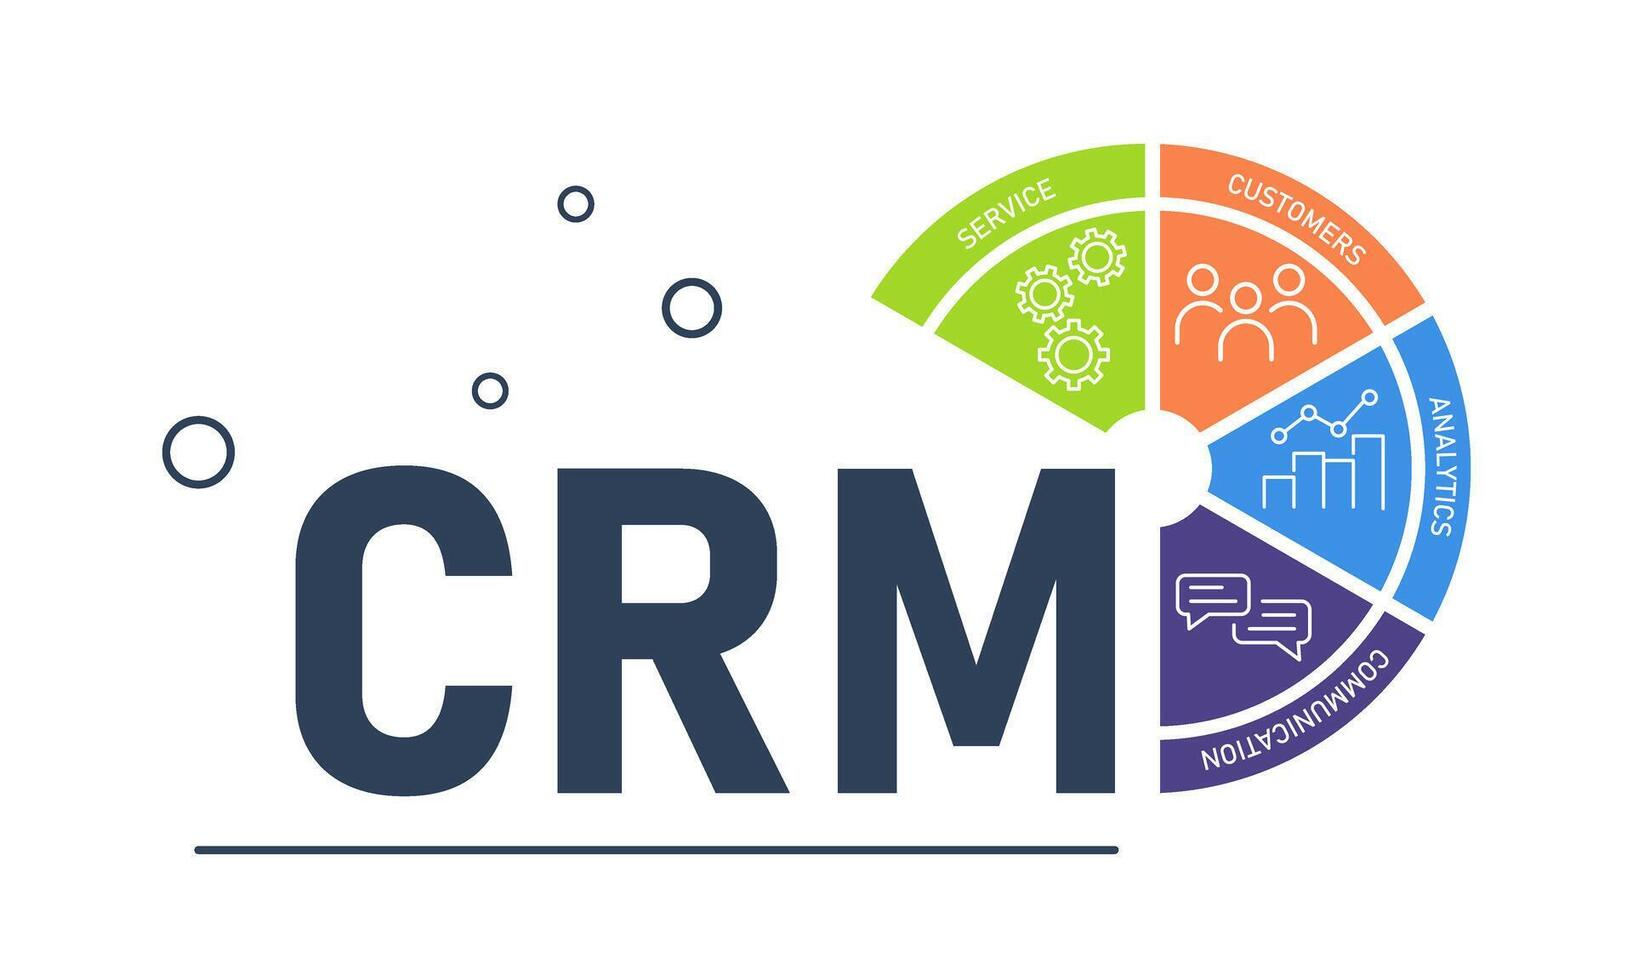 SERVICE
CUSTOMERS
ANALYTICS
COMMUNICATION
CRM